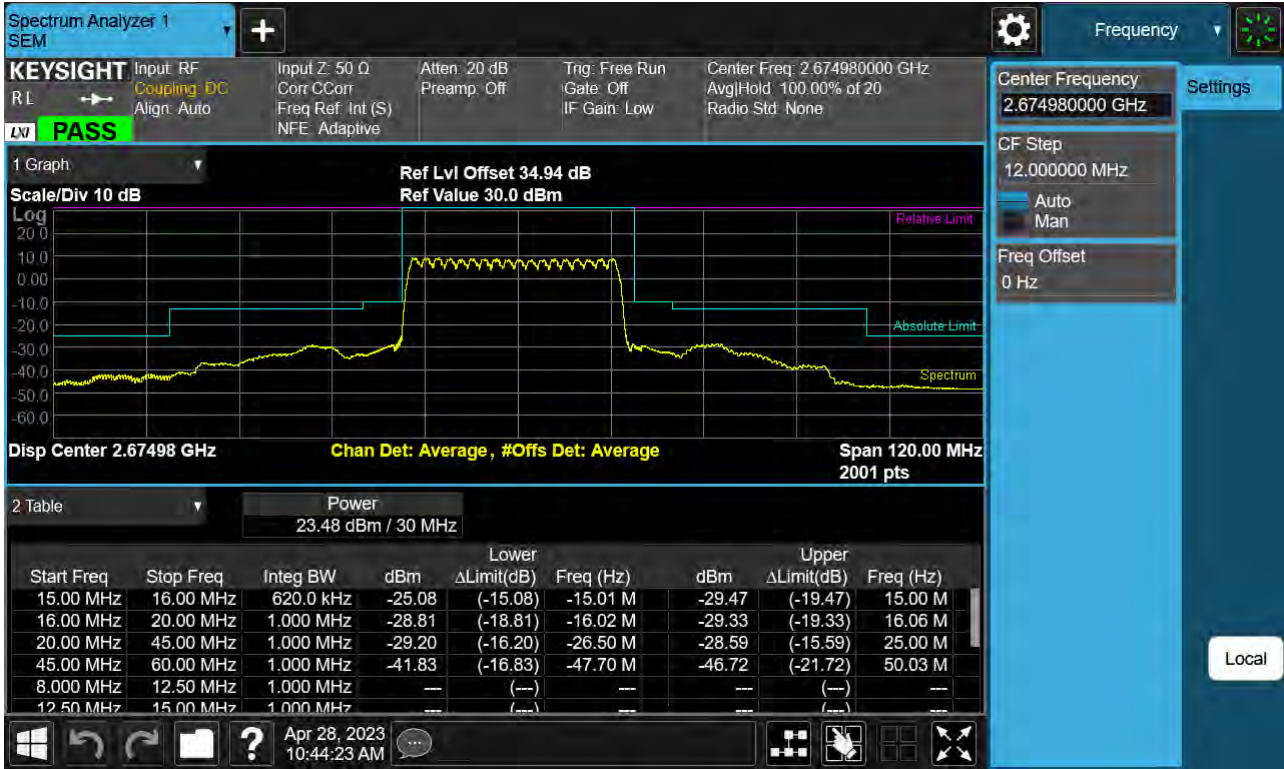 Spectrum Analyzer 1
SEM
+
Frequency
KEYSIGHT
R L
LXI
PASS
Input: RF
Coupling: DC
Align: Auto
Input Z: 50 Ω
Corr CCorr
Freq Ref: Int (S)
NFE: Adaptive
Atten: 20 dB
Preamp: Off
Trig: Free Run
Gate: Off
IF Gain: Low
Center Freq: 2.674980000 GHz
Avg|Hold: 100.00% of 20
Radio Std: None
Center Frequency
2.674980000 GHz
Settings
CF Step
12.000000 MHz
Auto
Man
Freq Offset
0 Hz
Local
1 Graph
Scale/Div 10 dB
Ref Lvl Offset 34.94 dB
Ref Value 30.0 dBm
Log
20.0
10.0
0.00
-10.0
-20.0
-30.0
-40.0
-50.0
-60.0
Relative Limit
Absolute Limit
Spectrum
Disp Center 2.67498 GHz
Chan Det: Average, #Offs Det: Average
Span 120.00 MHz
2001 pts
2 Table
Power
23.48 dBm / 30 MHz
Lower Upper
Start Freq Stop Freq Integ BW dBm ΔLimit(dB) Freq (Hz) dBm ΔLimit(dB) Freq (Hz)
15.00 MHz 16.00 MHz 620.0 kHz -25.08 (-15.08) -15.01 M -29.47 (-19.47) 15.00 M
16.00 MHz 20.00 MHz 1.000 MHz -28.81 (-18.81) -16.02 M -29.33 (-19.33) 16.06 M
20.00 MHz 45.00 MHz 1.000 MHz -29.20 (-16.20) -26.50 M -28.59 (-15.59) 25.00 M
45.00 MHz 60.00 MHz 1.000 MHz -41.83 (-16.83) -47.70 M -46.72 (-21.72) 50.03 M
8.000 MHz 12.50 MHz 1.000 MHz --- (---) --- --- (---) ---
12.50 MHz 15.00 MHz 1.000 MHz --- (---) --- --- (---) ---
?
Apr 28, 2023
10:44:23 AM